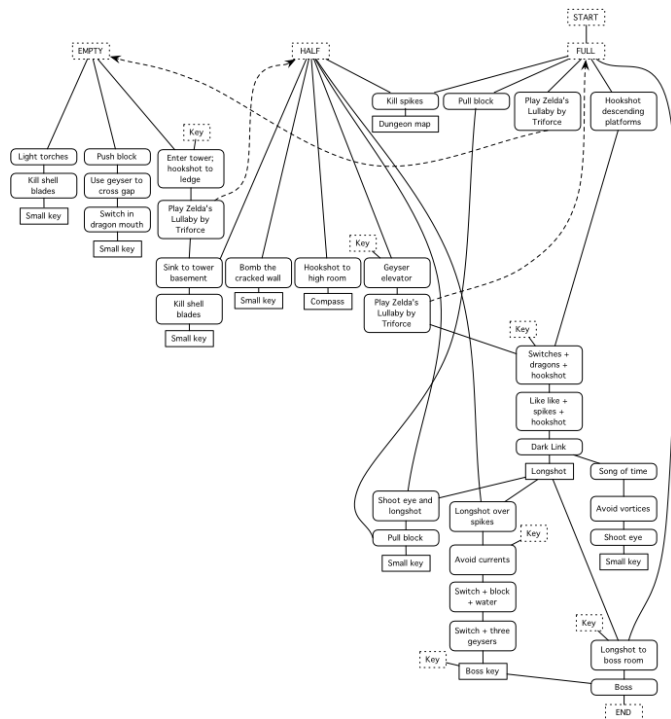 START
EMPTY
HALF
FULL
Kill spikes
Dungeon map
Pull block
Play Zelda's
Lullaby by
Triforce
Hookshot
descending
platforms
Key
Light torches
Kill shell
blades
Small key
Push block
Use geyser to
cross gap
Switch in
dragon mouth
Small key
Enter tower;
hookshot to
ledge
Play Zelda's
Lullaby by
Triforce
Key
Sink to tower
basement
Kill shell
blades
Small key
Bomb the
cracked wall
Small key
Hookshot to
high room
Compass
Geyser
elevator
Play Zelda's
Lullaby by
Triforce
Key
Switches +
dragons +
hookshot
Like like +
spikes +
hookshot
Dark Link
Longshot
Song of time
Avoid vortices
Shoot eye
Small key
Shoot eye and
longshot
Pull block
Small key
Longshot over
spikes
Key
Avoid currents
Switch + block
+ water
Switch + three
geysers
Key
Boss key
Key
Longshot to
boss room
Boss
END